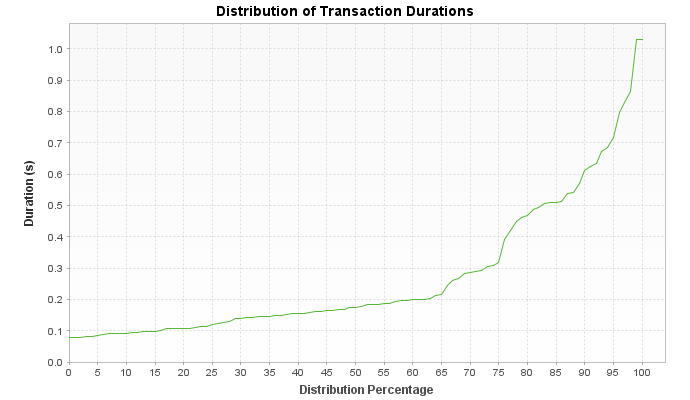 Distribution of Transaction Durations
Duration (s)
1.0
0.9
0.8
0.7
0.6
0.5
0.4
0.3
0.2
0.1
0.0
0 5 10 15 20 25 30 35 40 45 50 55 60 65 70 75 80 85 90 95 100
Distribution Percentage